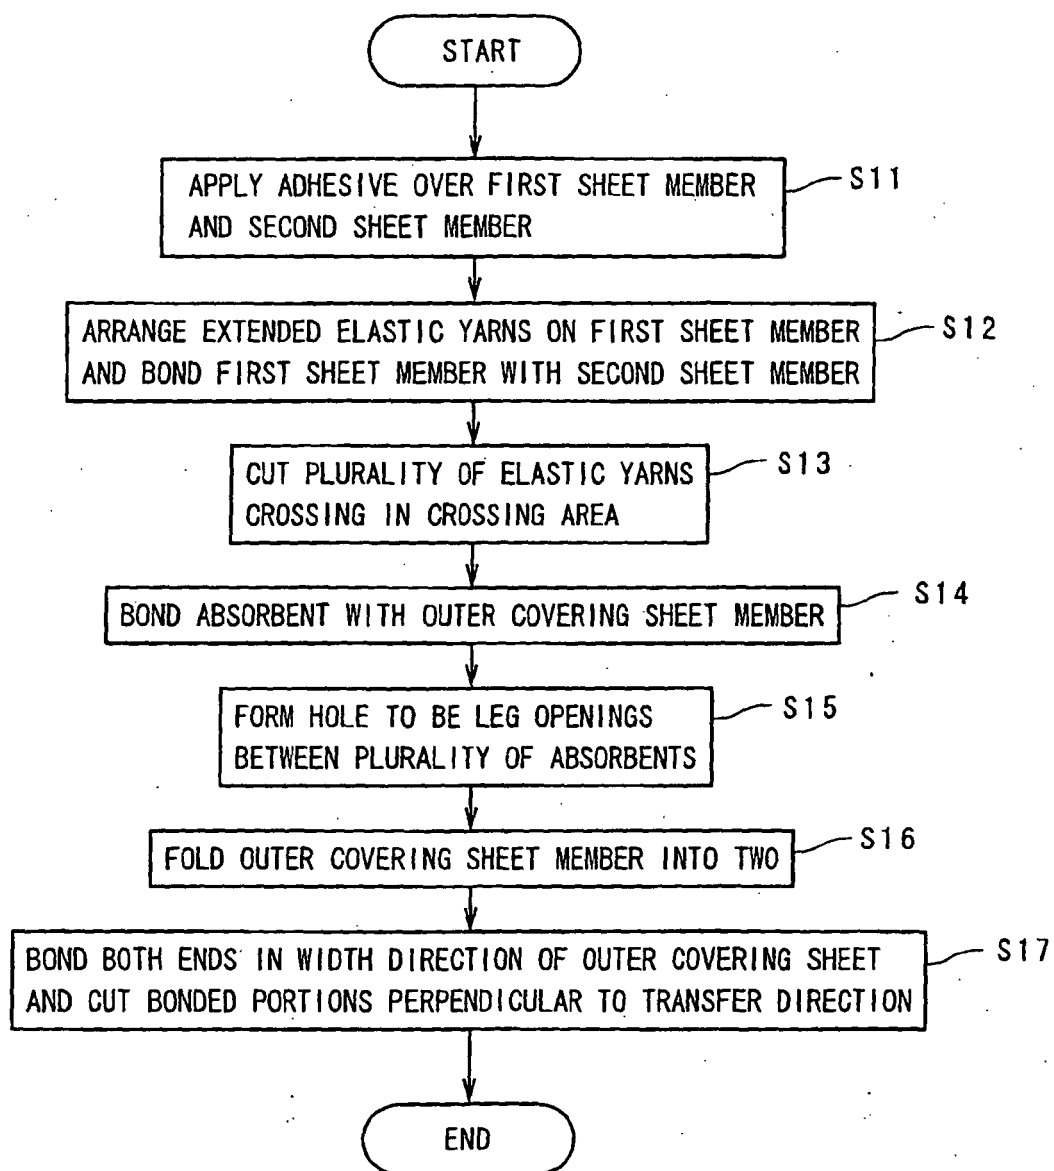 START
APPLY ADHESIVE OVER FIRST SHEET MEMBER
AND SECOND SHEET MEMBER
S11
ARRANGE EXTENDED ELASTIC YARNS ON FIRST SHEET MEMBER
AND BOND FIRST SHEET MEMBER WITH SECOND SHEET MEMBER
S12
CUT PLURALITY OF ELASTIC YARNS
CROSSING IN CROSSING AREA
S13
BOND ABSORBENT WITH OUTER COVERING SHEET MEMBER
S14
FORM HOLE TO BE LEG OPENINGS
BETWEEN PLURALITY OF ABSORBENTS
S15
FOLD OUTER COVERING SHEET MEMBER INTO TWO
S16
BOND BOTH ENDS IN WIDTH DIRECTION OF OUTER COVERING SHEET
AND CUT BONDED PORTIONS PERPENDICULAR TO TRANSFER DIRECTION
S17
END